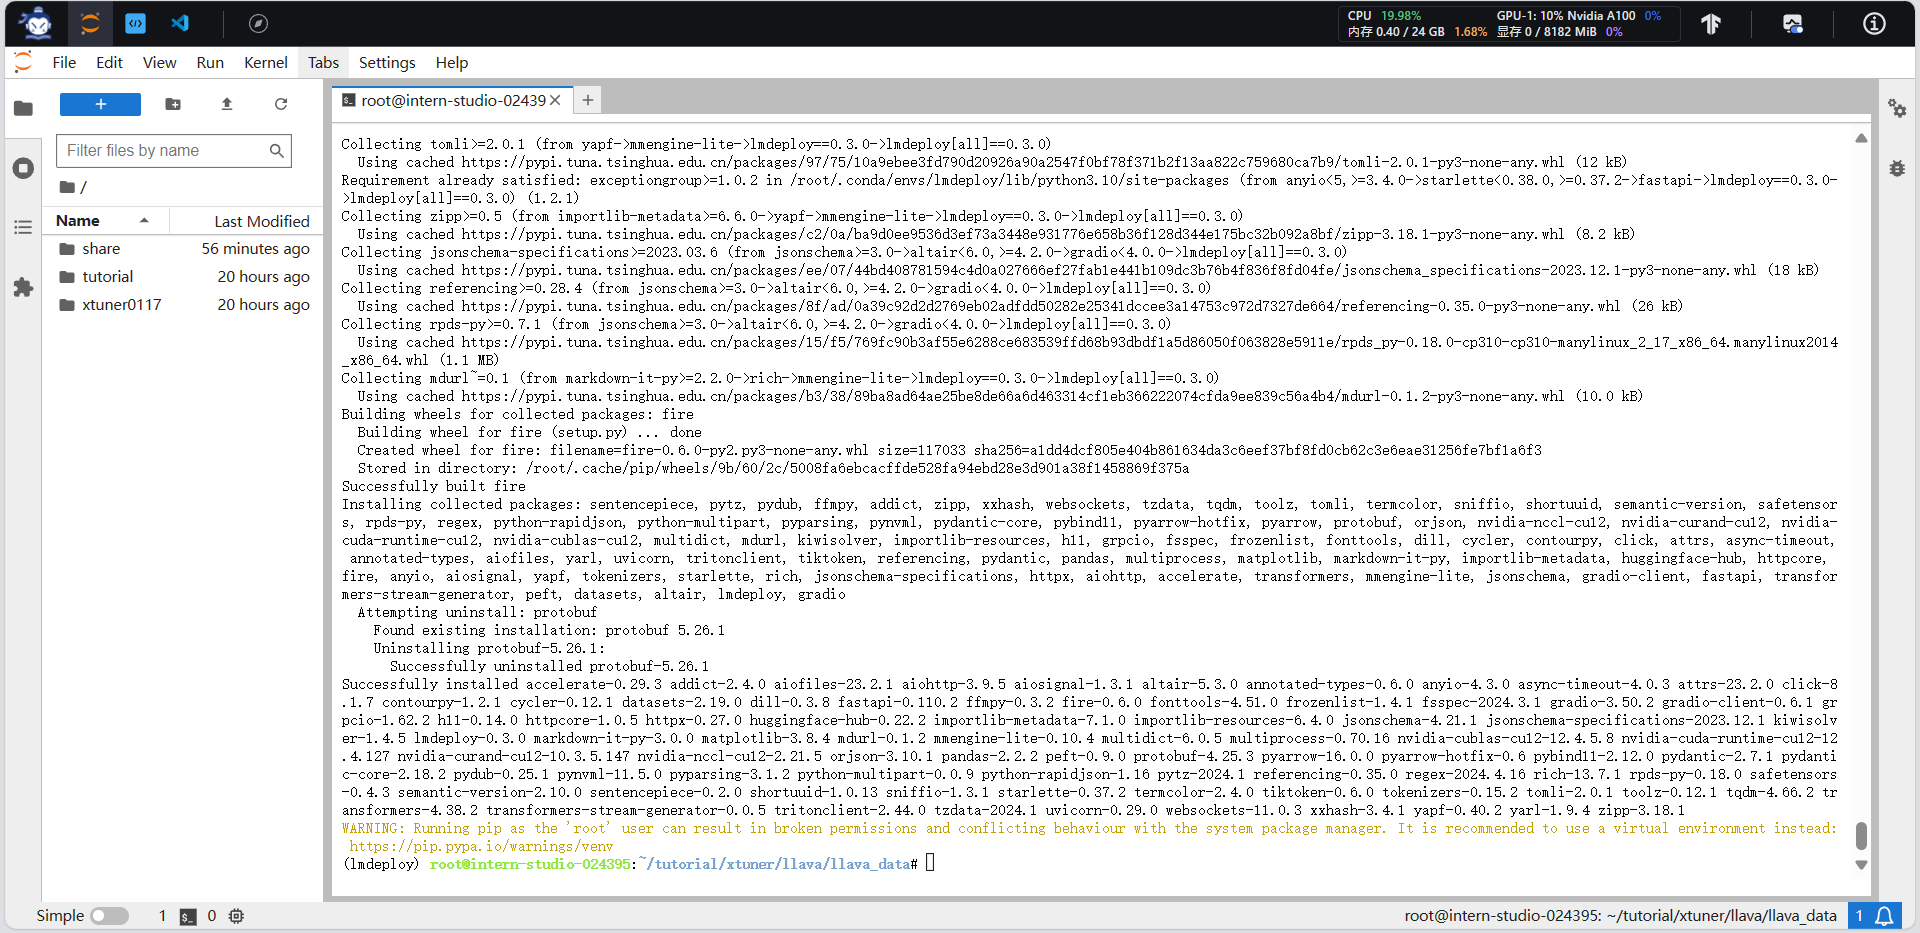 CPU 19.98% GPU-1: 10% Nvidia A100 0%
内存 0.40 / 24 GB 1.68% 显存 0 / 8182 MiB 0%
File Edit View Run Kernel Tabs Settings Help
root@intern-studio-02439
Filter files by name
/
Name Last Modified
share 56 minutes ago
tutorial 20 hours ago
xtuner0117 20 hours ago
Collecting tomli>=2.0.1 (from yapf->mmengine-lite->lmdeploy==0.3.0->lmdeploy[all]==0.3.0)
Using cached https://pypi.tuna.tsinghua.edu.cn/packages/97/75/10a9ebee3fd790d20926a90a2547f0bf78f371b2f13aa822c759680ca7b9/tomli-2.0.1-py3-none-any.whl (12 kB)
Requirement already satisfied: exceptiongroup>=1.0.2 in /root/.conda/envs/lmdeploy/lib/python3.10/site-packages (from anyio<5,>=3.4.0->starlette<0.38.0,>=0.37.2->fastapi->lmdeploy==0.3.0-
>lmdeploy[all]==0.3.0) (1.2.1)
Collecting zipp>=0.5 (from importlib-metadata>=6.6.0->yapf->mmengine-lite->lmdeploy==0.3.0->lmdeploy[all]==0.3.0)
Using cached https://pypi.tuna.tsinghua.edu.cn/packages/c2/0a/ba9d0ee9536d3ef73a3448e931776e658b36f128d344e175bc32b092a8bf/zipp-3.18.1-py3-none-any.whl (8.2 kB)
Collecting jsonschema-specifications>=2023.03.6 (from jsonschema>=3.0->altair<6.0,>=4.2.0->gradio<4.0.0->lmdeploy[all]==0.3.0)
Using cached https://pypi.tuna.tsinghua.edu.cn/packages/ee/07/44bd408781594c4d0a027666ef27fab1e441b109dc3b76b4f836f8fd04fe/jsonschema_specifications-2023.12.1-py3-none-any.whl (18 kB)
Collecting referencing>=0.28.4 (from jsonschema>=3.0->altair<6.0,>=4.2.0->gradio<4.0.0->lmdeploy[all]==0.3.0)
Using cached https://pypi.tuna.tsinghua.edu.cn/packages/8f/ad/0a39c92d2d2769eb02adfdd50282e25341dccee3a14753c972d7327de664/referencing-0.35.0-py3-none-any.whl (26 kB)
Collecting rpds-py>=0.7.1 (from jsonschema>=3.0->altair<6.0,>=4.2.0->gradio<4.0.0->lmdeploy[all]==0.3.0)
Using cached https://pypi.tuna.tsinghua.edu.cn/packages/15/f5/769fc90b3af55e6288ce683539ffd68b93dbdf1a5d86050f063828e5911e/rpds_py-0.18.0-cp310-cp310-manylinux_2_17_x86_64.manylinux2014
_x86_64.whl (1.1 MB)
Collecting mdurl~=0.1 (from markdown-it-py>=2.2.0->rich->mmengine-lite->lmdeploy==0.3.0->lmdeploy[all]==0.3.0)
Using cached https://pypi.tuna.tsinghua.edu.cn/packages/b3/38/89ba8ad64ae25be8de66a6d463314cf1eb366222074cfda9ee839c56a4b4/mdurl-0.1.2-py3-none-any.whl (10.0 kB)
Building wheels for collected packages: fire
Building wheel for fire (setup.py) ... done
Created wheel for fire: filename=fire-0.6.0-py2.py3-none-any.whl size=117033 sha256=a1dd4dcf805e404b861634da3c6eef37bf8fd0cb62c3e6eae31256fe7bf1a6f3
Stored in directory: /root/.cache/pip/wheels/9b/60/2c/5008fa6ebcacffde528fa94ebd28e3d901a38f1458869f375a
Successfully built fire
Installing collected packages: sentencepiece, pytz, pydub, ffmpy, addict, zipp, xxhash, websockets, tzdata, tqdm, toolz, tomli, termcolor, sniffio, shortuuid, semantic-version, safetensor
s, rpds-py, regex, python-rapidjson, python-multipart, pyparsing, pynvml, pydantic-core, pybind11, pyarrow-hotfix, pyarrow, protobuf, orjson, nvidia-nccl-cu12, nvidia-curand-cu12, nvidia-
cuda-runtime-cu12, nvidia-cublas-cu12, multidict, mdurl, kiwisolver, importlib-resources, h11, grpcio, fsspec, frozenlist, fonttools, dill, cycler, contourpy, click, attrs, async-timeout,
annotated-types, aiofiles, yarl, uvicorn, tritonclient, tiktoken, referencing, pydantic, pandas, multiprocess, matplotlib, markdown-it-py, importlib-metadata, huggingface-hub, httpcore,
fire, anyio, aiosignal, yapf, tokenizers, starlette, rich, jsonschema-specifications, httpx, aiohttp, accelerate, transformers, mmengine-lite, jsonschema, gradio-client, fastapi, transfor
mers-stream-generator, peft, datasets, altair, lmdeploy, gradio
Attempting uninstall: protobuf
Found existing installation: protobuf 5.26.1
Uninstalling protobuf-5.26.1:
Successfully uninstalled protobuf-5.26.1
Successfully installed accelerate-0.29.3 addict-2.4.0 aiofiles-23.2.1 aiohttp-3.9.5 aiosignal-1.3.1 altair-5.3.0 annotated-types-0.6.0 anyio-4.3.0 async-timeout-4.0.3 attrs-23.2.0 click-8
.1.7 contourpy-1.2.1 cycler-0.12.1 datasets-2.19.0 dill-0.3.8 fastapi-0.110.2 ffmpy-0.3.2 fire-0.6.0 fonttools-4.51.0 frozenlist-1.4.1 fsspec-2024.3.1 gradio-3.50.2 gradio-client-0.6.1 gr
pcio-1.62.2 h11-0.14.0 httpcore-1.0.5 httpx-0.27.0 huggingface-hub-0.22.2 importlib-metadata-7.1.0 importlib-resources-6.4.0 jsonschema-4.21.1 jsonschema-specifications-2023.12.1 kiwisolv
er-1.4.5 lmdeploy-0.3.0 markdown-it-py-3.0.0 matplotlib-3.8.4 mdurl-0.1.2 mmengine-lite-0.10.4 multidict-6.0.5 multiprocess-0.70.16 nvidia-cublas-cu12-12.4.5.8 nvidia-cuda-runtime-cu12-12
.4.127 nvidia-curand-cu12-10.3.5.147 nvidia-nccl-cu12-2.21.5 orjson-3.10.1 pandas-2.2.2 peft-0.9.0 protobuf-4.25.3 pyarrow-16.0.0 pyarrow-hotfix-0.6 pybind11-2.12.0 pydantic-2.7.1 pydanti
c-core-2.18.2 pydub-0.25.1 pynvml-11.5.0 pyparsing-3.1.2 python-multipart-0.0.9 python-rapidjson-1.16 pytz-2024.1 referencing-0.35.0 regex-2024.4.16 rich-13.7.1 rpds-py-0.18.0 safetensors
-0.4.3 semantic-version-2.10.0 sentencepiece-0.2.0 shortuuid-1.0.13 sniffio-1.3.1 starlette-0.37.2 termcolor-2.4.0 tiktoken-0.6.0 tokenizers-0.15.2 tomli-2.0.1 toolz-0.12.1 tqdm-4.66.2 tr
ansformers-4.38.2 transformers-stream-generator-0.0.5 tritonclient-2.44.0 tzdata-2024.1 uvicorn-0.29.0 websockets-11.0.3 xxhash-3.4.1 yapf-0.40.2 yarl-1.9.4 zipp-3.18.1
WARNING: Running pip as the 'root' user can result in broken permissions and conflicting behaviour with the system package manager. It is recommended to use a virtual environment instead:
https://pip.pypa.io/warnings/venv
(lmdeploy) root@intern-studio-024395:~/tutorial/xtuner/llava/llava_data#
Simple 1 0 root@intern-studio-024395: ~/tutorial/xtuner/llava/llava_data 1